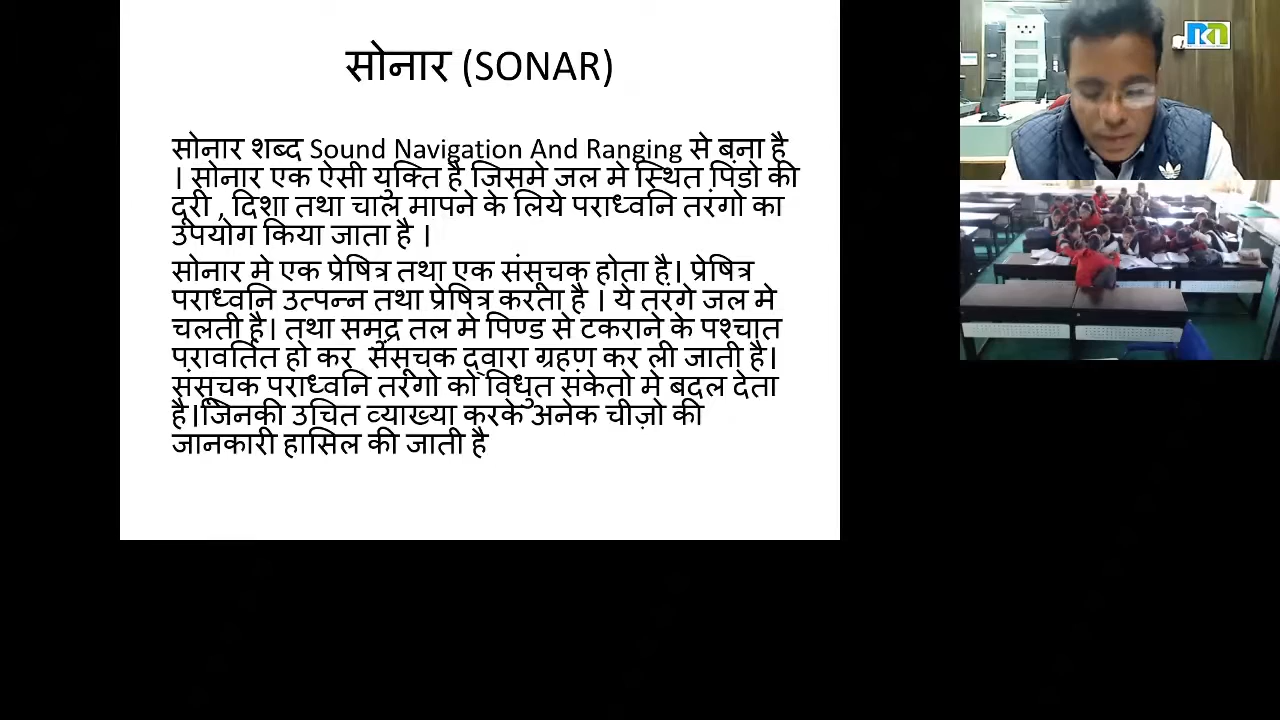 सोनार (SONAR)
सोनार शब्द Sound Navigation And Ranging से बना है
। सोनार एक ऐसी युक्ति है जिसमे जल मे स्थित पिंडो की
दूरी , दिशा तथा चाल मापने के लिये पराध्वनि तरंगो का
उपयोग किया जाता है ।
सोनार मे एक प्रेषित्र तथा एक संसूचक होता है। प्रेषित्र
पराध्वनि उत्पन्न तथा प्रेषित्र करता है । ये तरंगे जल मे
चलती है। तथा समुद्र तल मे पिण्ड से टकराने के पश्चात
परावर्तित हो कर संसूचक द्वारा ग्रहण कर ली जाती है।
संसूचक पराध्वनि तरंगो को विधुत संकेतो मे बदल देता
है।जिनकी उचित व्याख्या करके अनेक चीज़ो की
जानकारी हासिल की जाती है